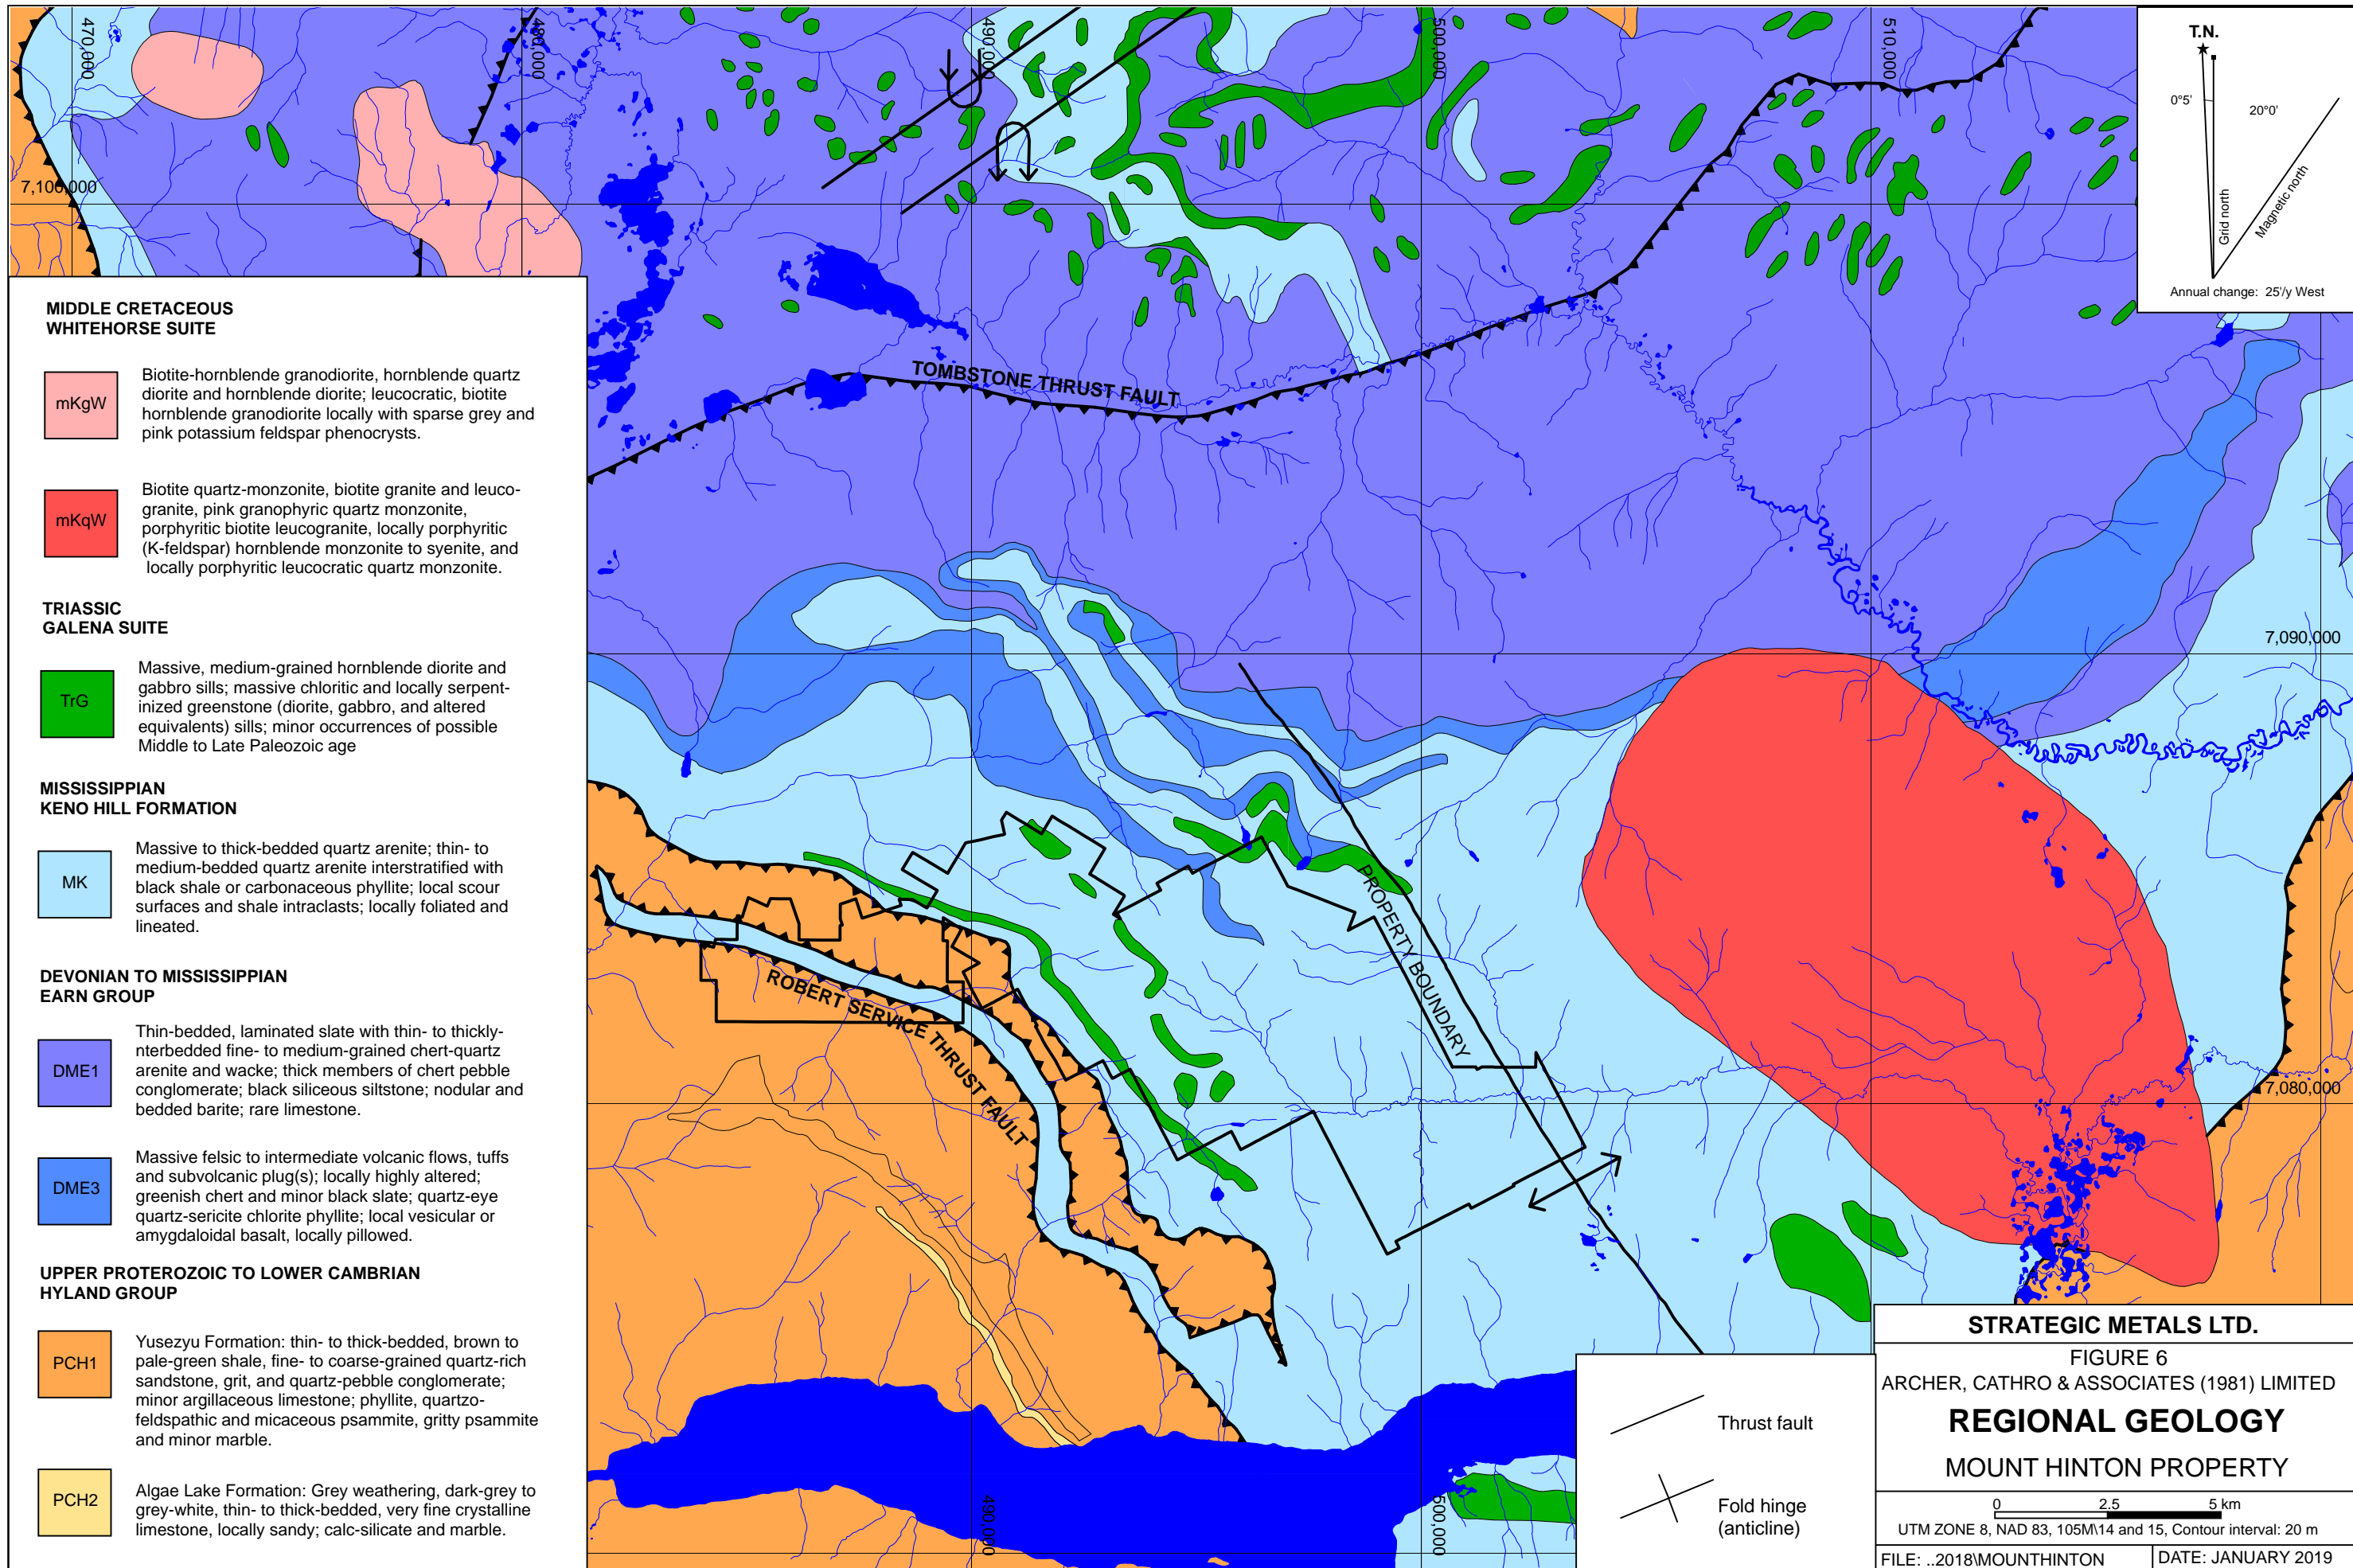 470,000
480,000
490,000
500,000
510,000
T.N.
0°5'
20°0'
Grid north
Magnetic north
Annual change: 25'/y West
7,100,000
TOMBSTONE THRUST FAULT
7,090,000
PROPERTY BOUNDARY
ROBERT SERVICE THRUST FAULT
7,080,000
490,000
500,000
MIDDLE CRETACEOUS
WHITEHORSE SUITE
mKgW
Biotite-hornblende granodiorite, hornblende quartz
diorite and hornblende diorite; leucocratic, biotite
hornblende granodiorite locally with sparse grey and
pink potassium feldspar phenocrysts.
mKqW
Biotite quartz-monzonite, biotite granite and leuco-
granite, pink granophyric quartz monzonite,
porphyritic biotite leucogranite, locally porphyritic
(K-feldspar) hornblende monzonite to syenite, and
locally porphyritic leucocratic quartz monzonite.
TRIASSIC
GALENA SUITE
TrG
Massive, medium-grained hornblende diorite and
gabbro sills; massive chloritic and locally serpent-
inized greenstone (diorite, gabbro, and altered
equivalents) sills; minor occurrences of possible
Middle to Late Paleozoic age
MISSISSIPPIAN
KENO HILL FORMATION
MK
Massive to thick-bedded quartz arenite; thin- to
medium-bedded quartz arenite interstratified with
black shale or carbonaceous phyllite; local scour
surfaces and shale intraclasts; locally foliated and
lineated.
DEVONIAN TO MISSISSIPPIAN
EARN GROUP
DME1
Thin-bedded, laminated slate with thin- to thickly-
nterbedded fine- to medium-grained chert-quartz
arenite and wacke; thick members of chert pebble
conglomerate; black siliceous siltstone; nodular and
bedded barite; rare limestone.
DME3
Massive felsic to intermediate volcanic flows, tuffs
and subvolcanic plug(s); locally highly altered;
greenish chert and minor black slate; quartz-eye
quartz-sericite chlorite phyllite; local vesicular or
amygdaloidal basalt, locally pillowed.
UPPER PROTEROZOIC TO LOWER CAMBRIAN
HYLAND GROUP
PCH1
Yusezyu Formation: thin- to thick-bedded, brown to
pale-green shale, fine- to coarse-grained quartz-rich
sandstone, grit, and quartz-pebble conglomerate;
minor argillaceous limestone; phyllite, quartzo-
feldspathic and micaceous psammite, gritty psammite
and minor marble.
PCH2
Algae Lake Formation: Grey weathering, dark-grey to
grey-white, thin- to thick-bedded, very fine crystalline
limestone, locally sandy; calc-silicate and marble.
Thrust fault
Fold hinge
(anticline)
STRATEGIC METALS LTD.
FIGURE 6
ARCHER, CATHRO & ASSOCIATES (1981) LIMITED
REGIONAL GEOLOGY
MOUNT HINTON PROPERTY
0 2.5 5 km
UTM ZONE 8, NAD 83, 105M\14 and 15, Contour interval: 20 m
FILE: ..2018\MOUNTHINTON
DATE: JANUARY 2019